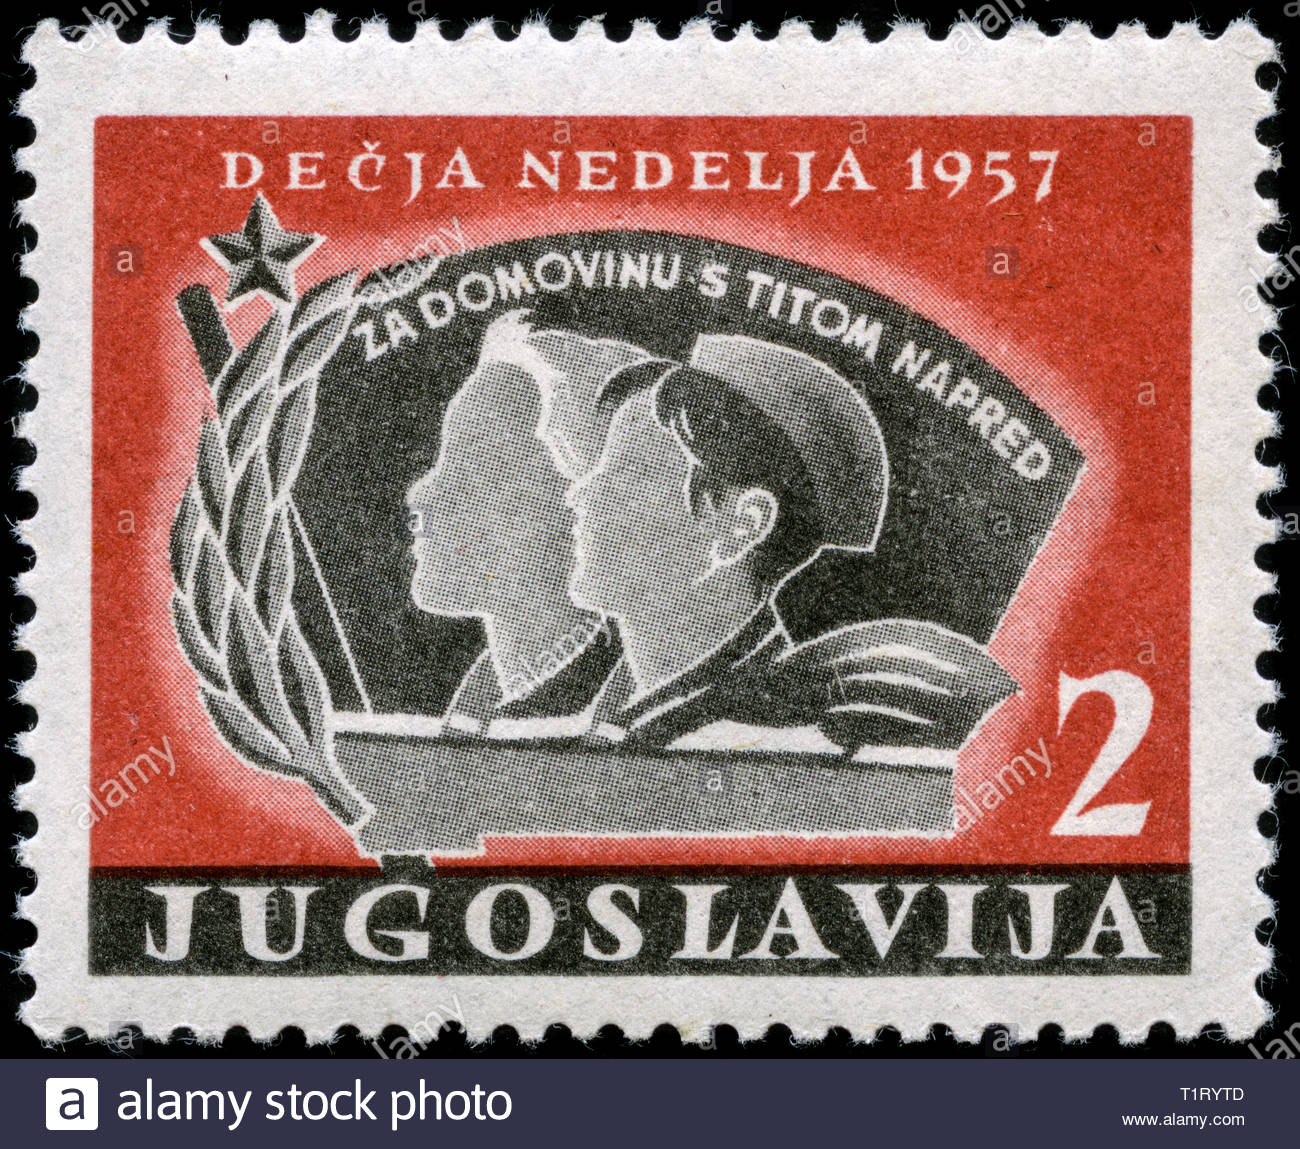 DEČJA NEDELJA 1957
ZA DOMOVINU S TITOM NAPRED
2
JUGOSLAVIJA
a alamy stock photo
T1RYTD
www.alamy.com